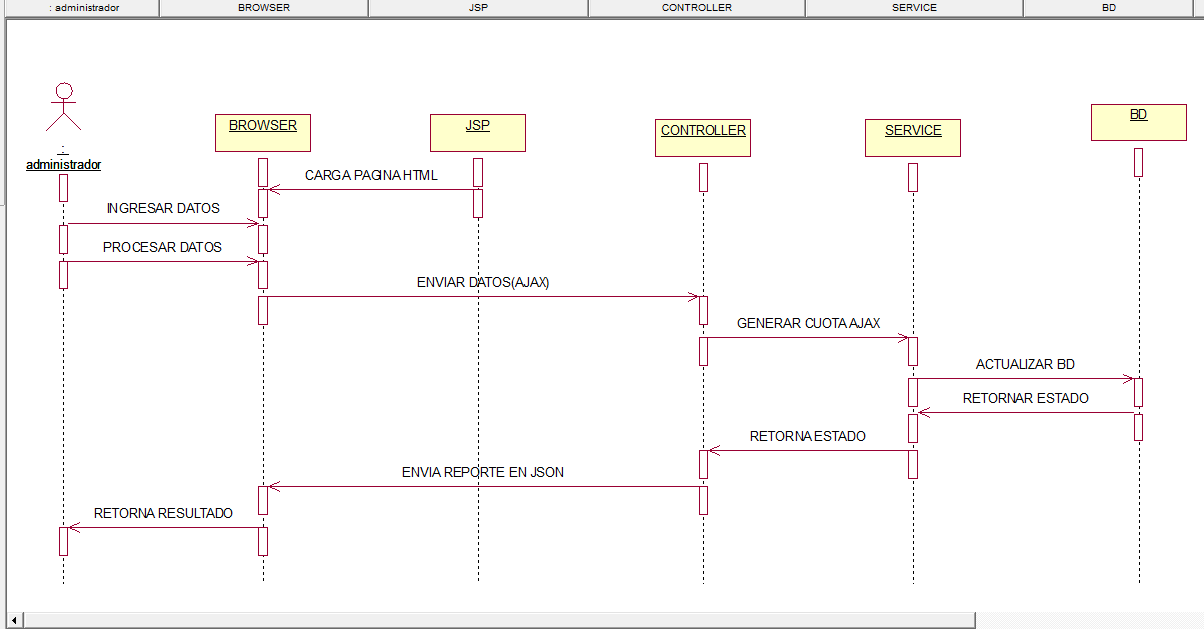 : administrador
BROWSER
JSP
CONTROLLER
SERVICE
BD
BD
BROWSER
JSP
CONTROLLER
SERVICE
:
administrador
CARGA PAGINA HTML
INGRESAR DATOS
PROCESAR DATOS
ENVIAR DATOS(AJAX)
GENERAR CUOTA AJAX
ACTUALIZAR BD
RETORNAR ESTADO
RETORNA ESTADO
ENVIA REPORTE EN JSON
RETORNA RESULTADO